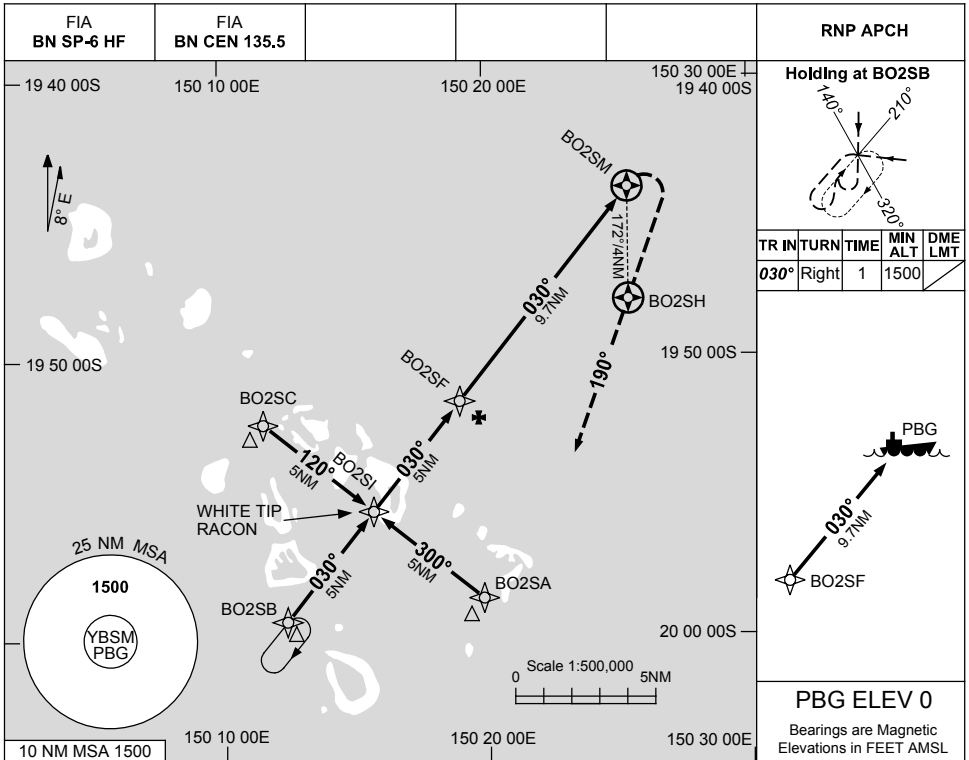 FIA
BN SP-6 HF
FIA
BN CEN 135.5
RNP APCH
19 40 00S
150 10 00E
150 20 00E
150 30 00E
19 40 00S
8° E
BO2SM
172°/4NM
BO2SH
030°
9.7NM
190°
BO2SF
19 50 00S
19 50 00S
BO2SC
120°
5NM
BO2SI
030°
5NM
WHITE TIP
RACON
300°
5NM
BO2SA
030°
5NM
BO2SB
25 NM MSA
1500
YBSM
PBG
20 00 00S
Scale 1:500,000
0
5NM
10 NM MSA 1500
150 10 00E
150 20 00E
150 30 00E
Holding at BO2SB
140°
210°
320°
TR IN TURN TIME MIN ALT DME LMT
030° Right 1 1500
PBG
030°
9.7NM
BO2SF
PBG ELEV 0
Bearings are Magnetic
Elevations in FEET AMSL